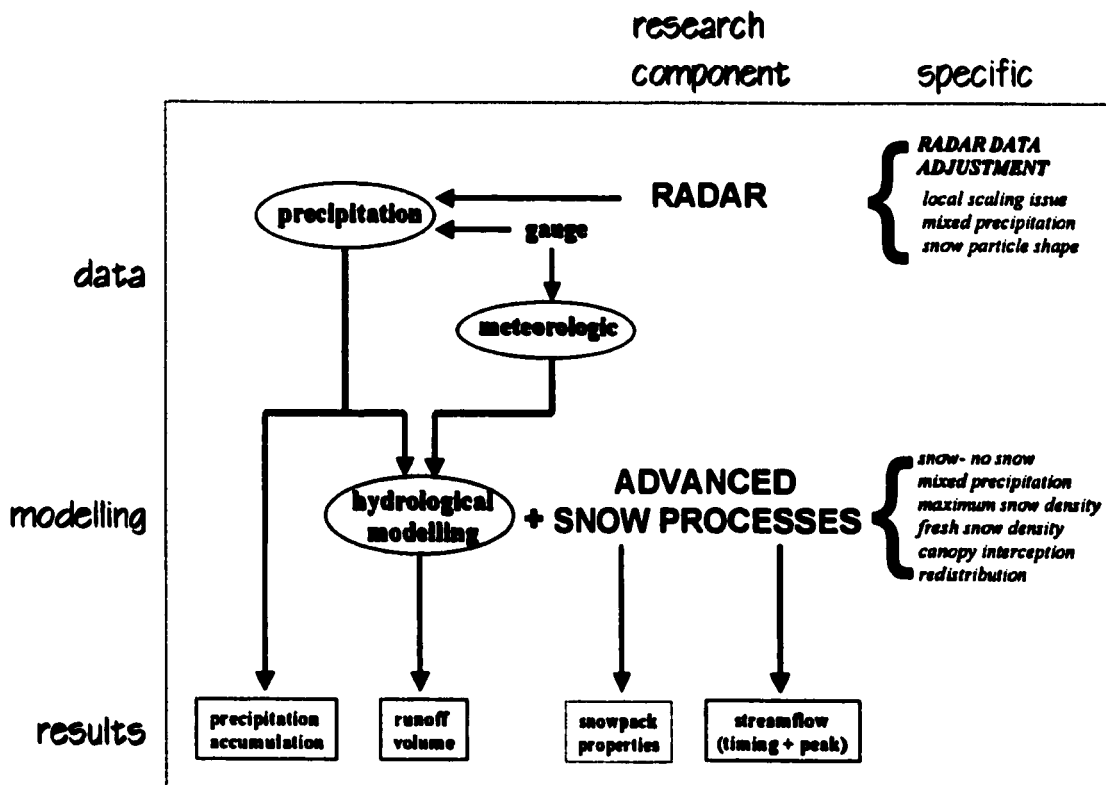 research
component
specific
data
RADAR DATA
ADJUSTMENT
local scaling issue
mixed precipitation
snow particle shape
RADAR
precipitation
gauge
meteorologic
modelling
hydrological
modelling
+
ADVANCED
SNOW PROCESSES
snow- no snow
mixed precipitation
maximum snow density
fresh snow density
canopy interception
redistribution
results
precipitation
accumulation
runoff
volume
snowpack
properties
streamflow
(timing + peak)